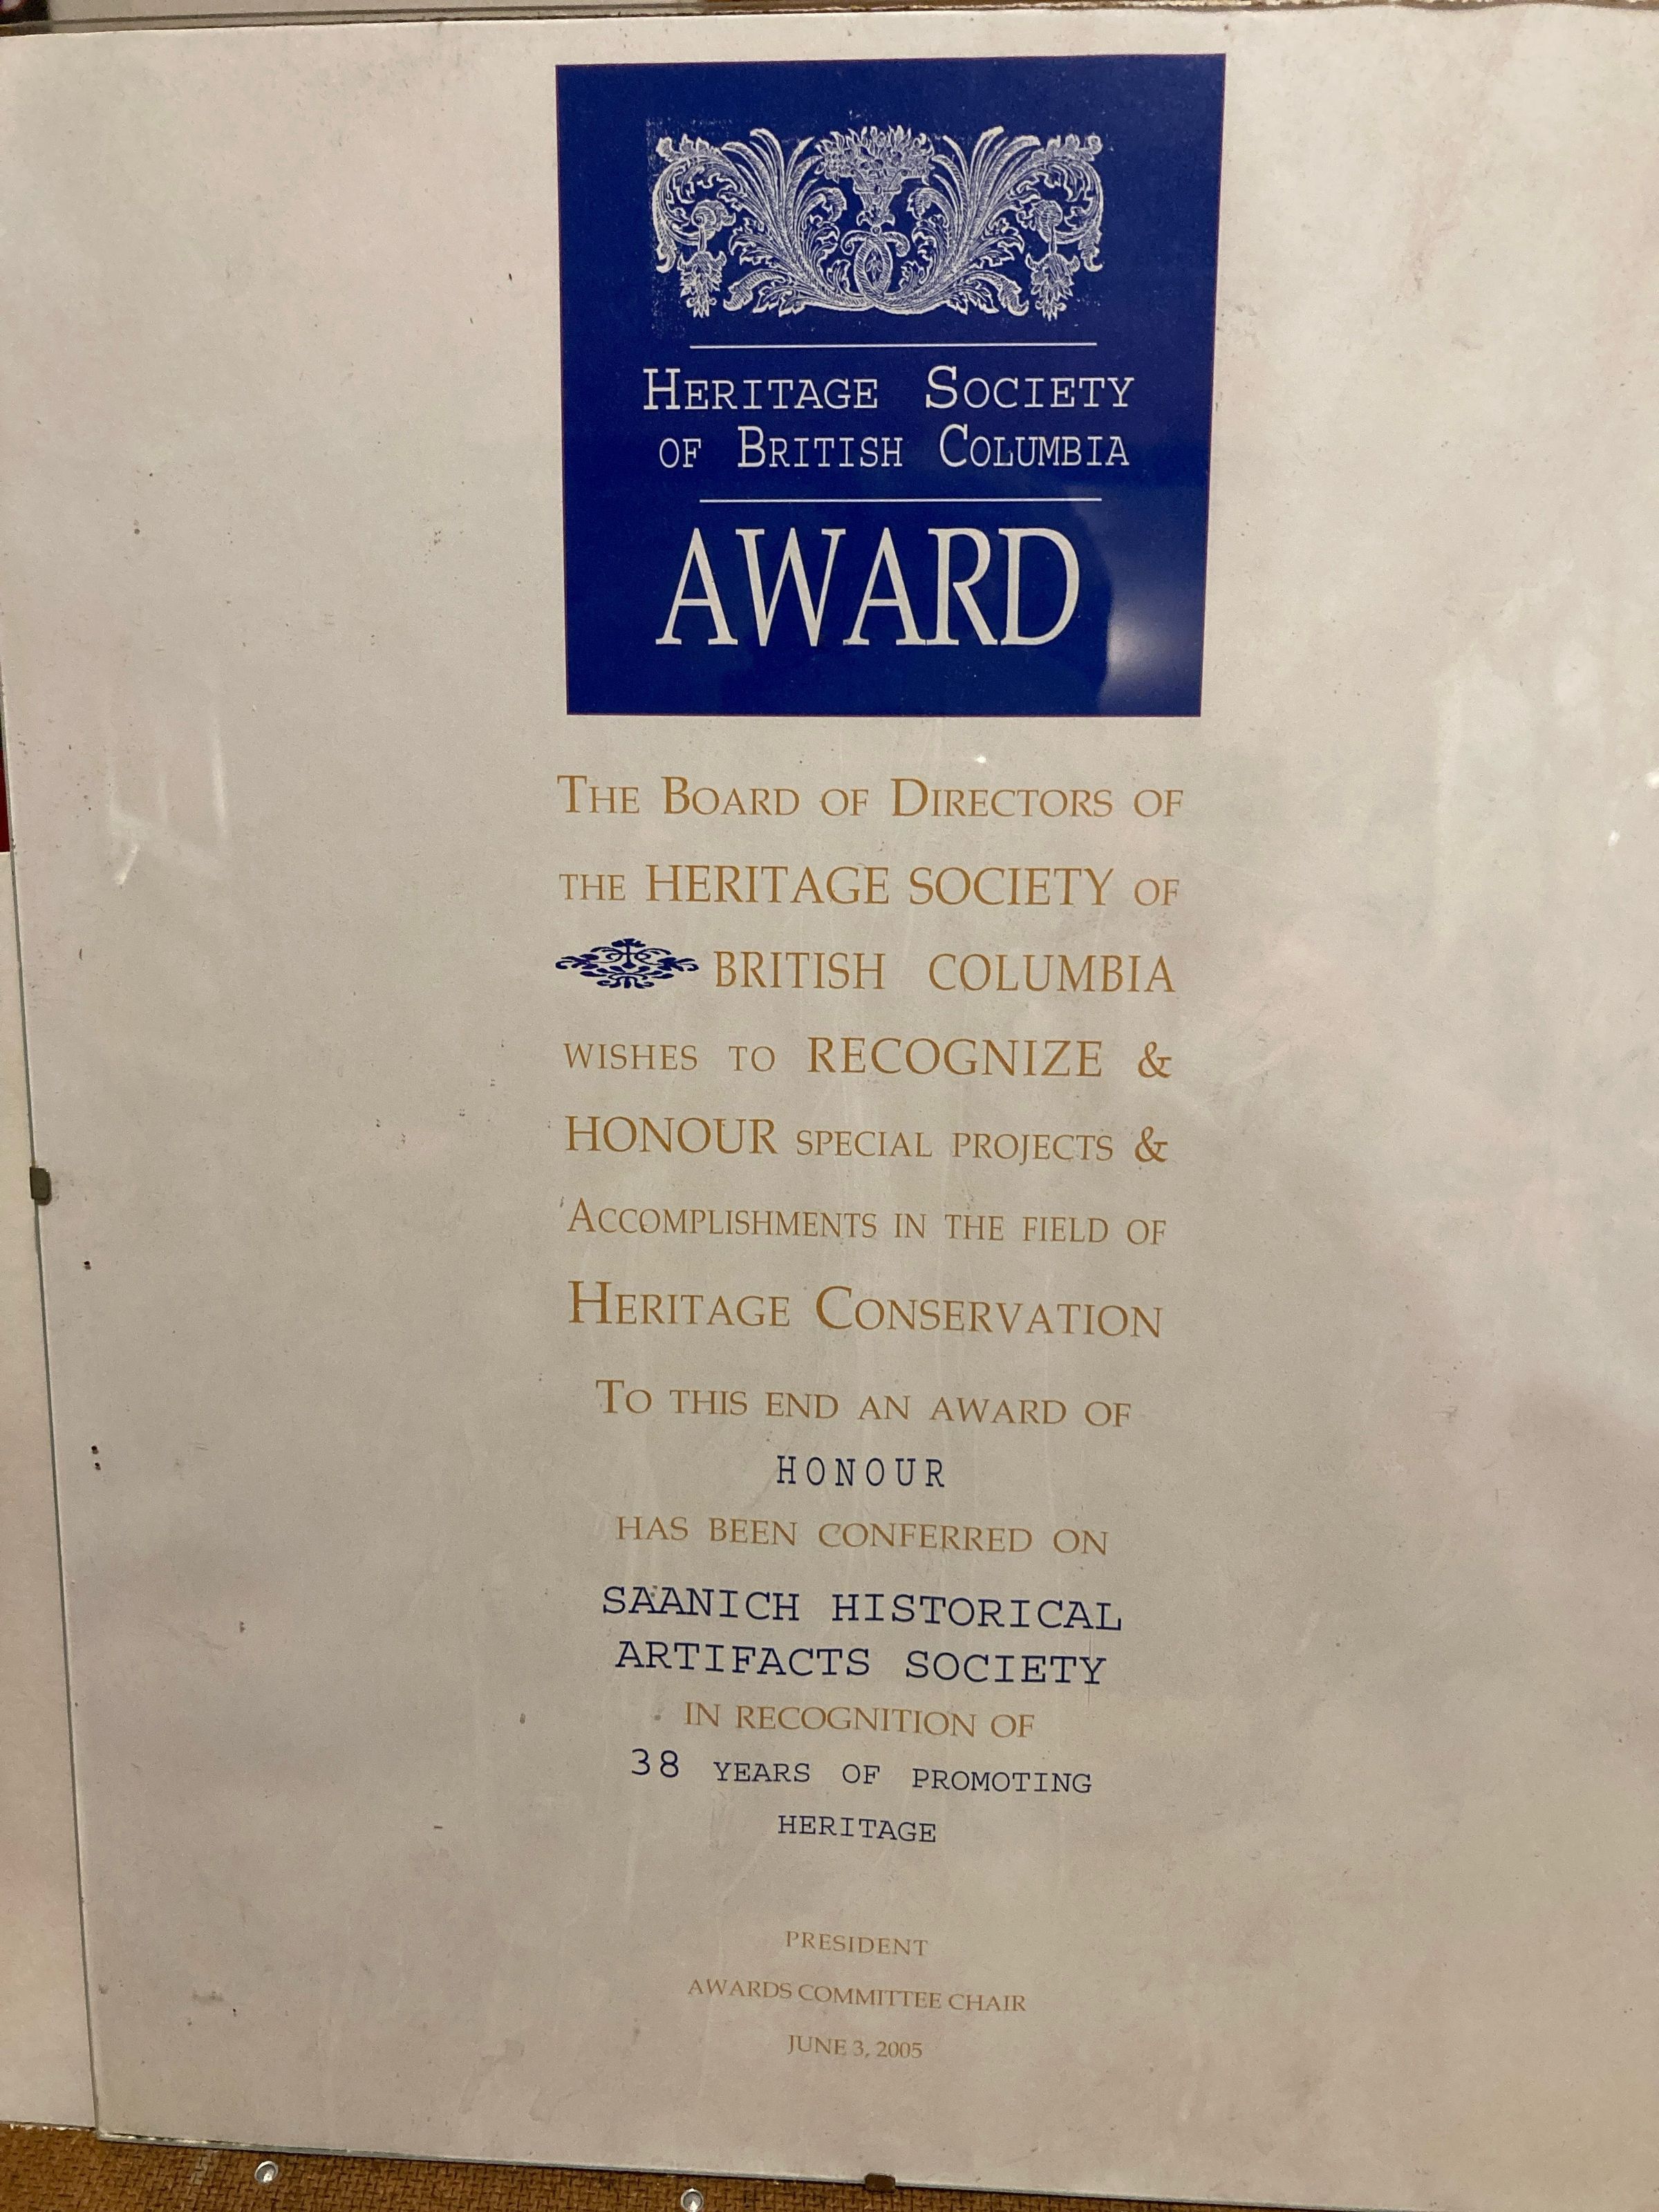 HERITAGE SOCIETY
OF BRITISH COLUMBIA
AWARD
THE BOARD OF DIRECTORS OF
THE HERITAGE SOCIETY OF
BRITISH COLUMBIA
WISHES TO RECOGNIZE &
HONOUR SPECIAL PROJECTS &
ACCOMPLISHMENTS IN THE FIELD OF
HERITAGE CONSERVATION
TO THIS END AN AWARD OF
HONOUR
HAS BEEN CONFERRED ON
SAANICH HISTORICAL
ARTIFACTS SOCIETY
IN RECOGNITION OF
38 YEARS OF PROMOTING
HERITAGE
PRESIDENT
AWARDS COMMITTEE CHAIR
JUNE 3, 2005